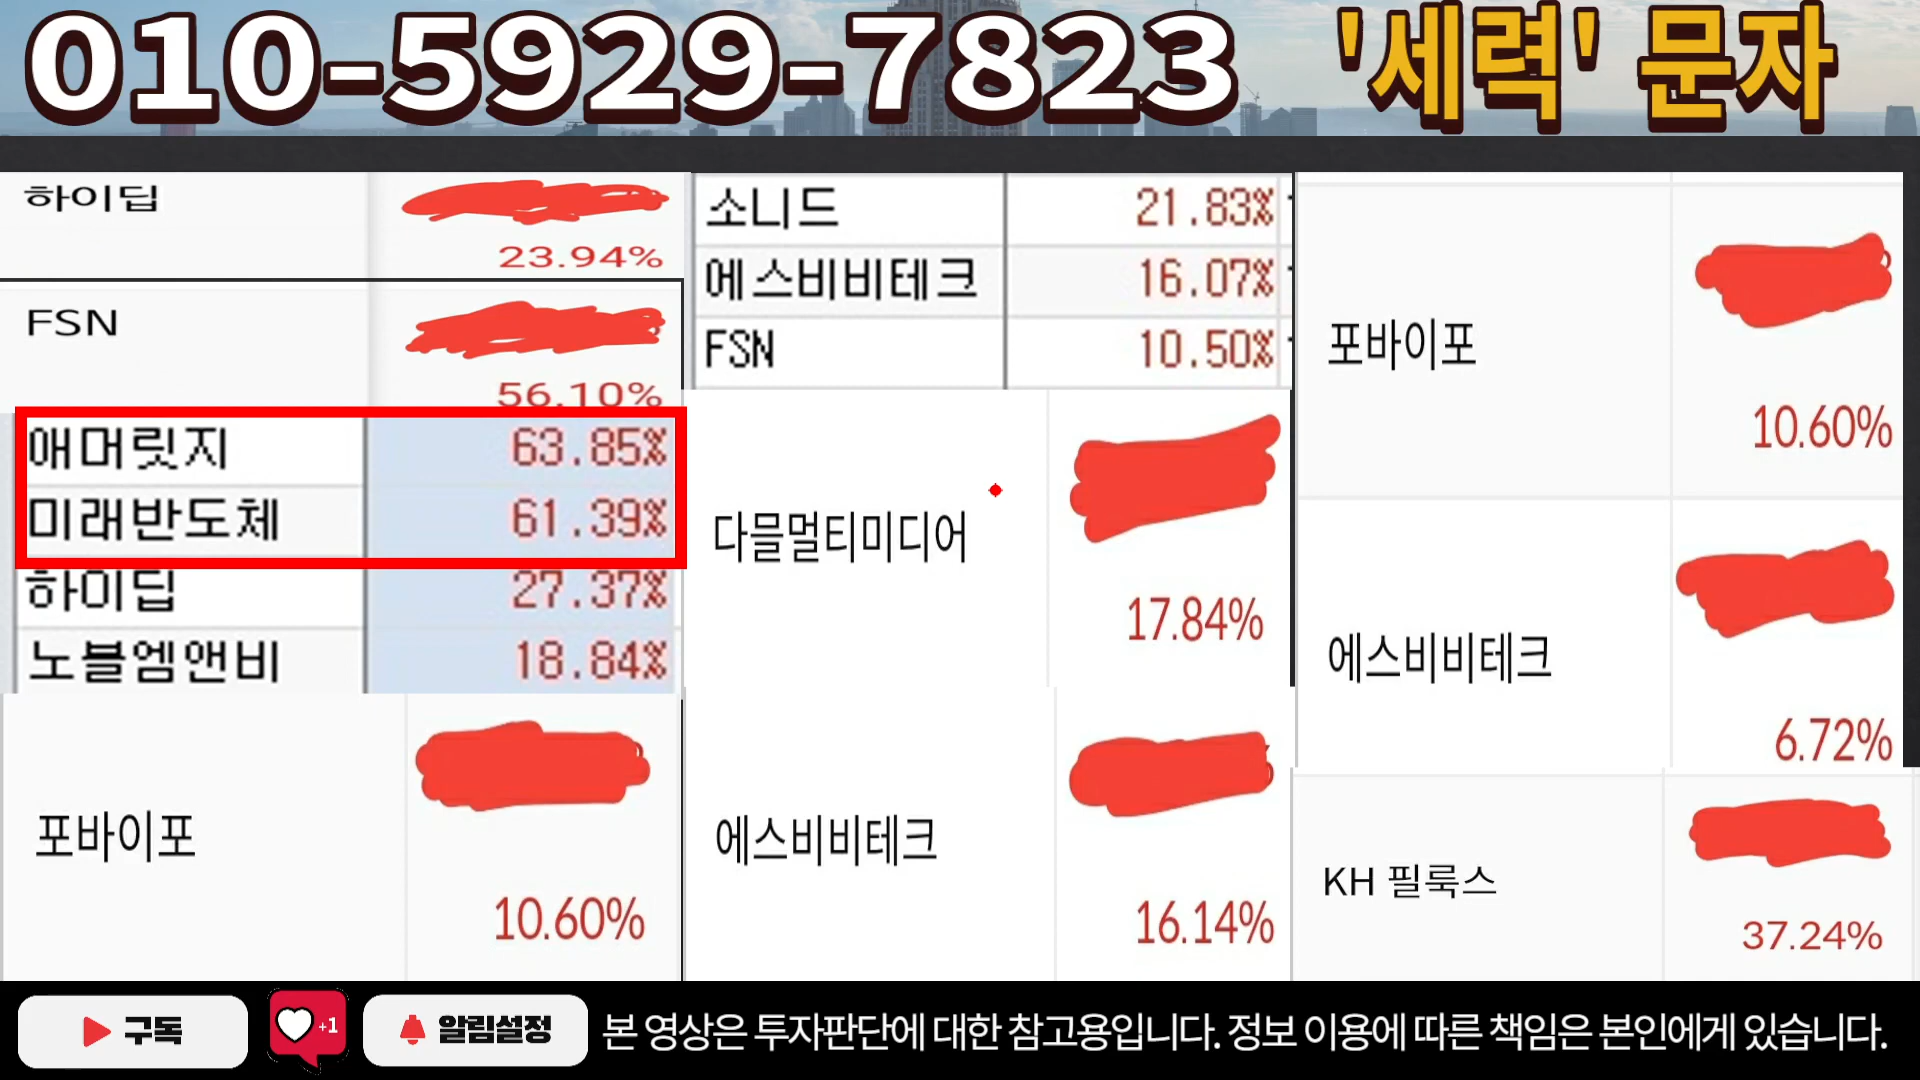 010-5929-7823 '세력' 문자
하이딥
23.94%
FSN
56.10%
애머릿지 63.85%
미래반도체 61.39%
하이딥 27.37%
노블엠앤비 18.84%
포바이포
10.60%
소니드 21.83%
에스비비테크 16.07%
FSN 10.50%
다믈멀티미디어
17.84%
에스비비테크
16.14%
포바이포
10.60%
에스비비테크
6.72%
KH 필룩스
37.24%
구독 +1 알림설정 본 영상은 투자판단에 대한 참고용입니다. 정보 이용에 따른 책임은 본인에게 있습니다.